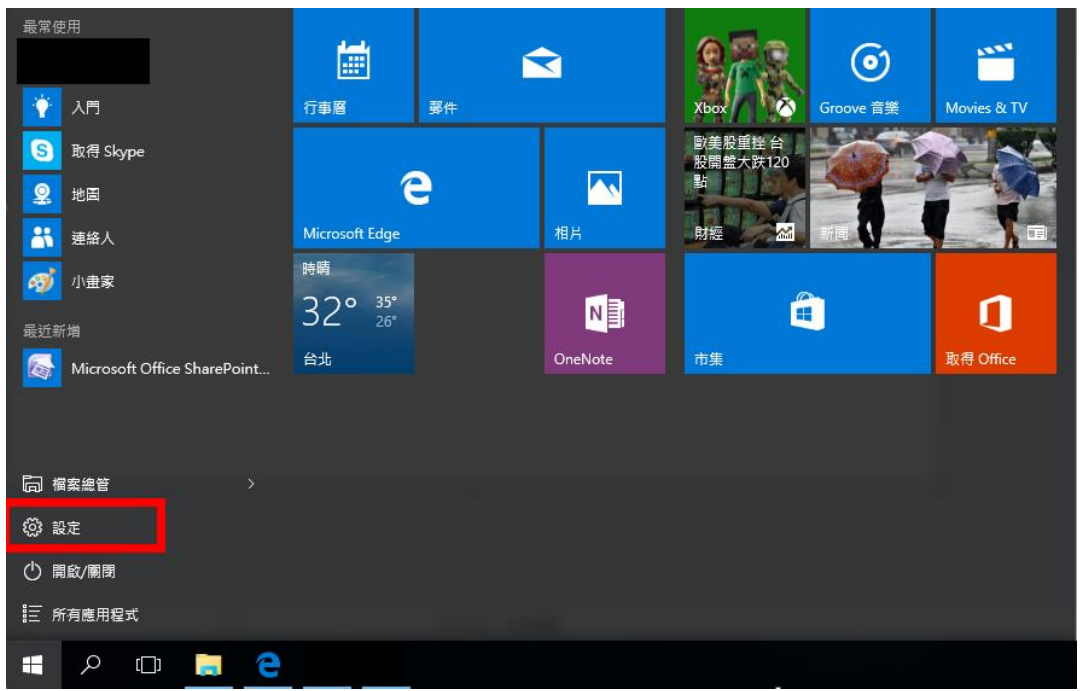 最常使用
入門
取得 Skype
地圖
連絡人
小畫家
最近新增
Microsoft Office SharePoint...
檔案總管
設定
開啟/關閉
所有應用程式
行事曆
郵件
Microsoft Edge
相片
時晴
32° 35°
26°
台北
OneNote
Xbox
Groove 音樂
Movies & TV
歐美股重挫 台
股開盤大跌120
點
財經
新聞
市集
取得 Office